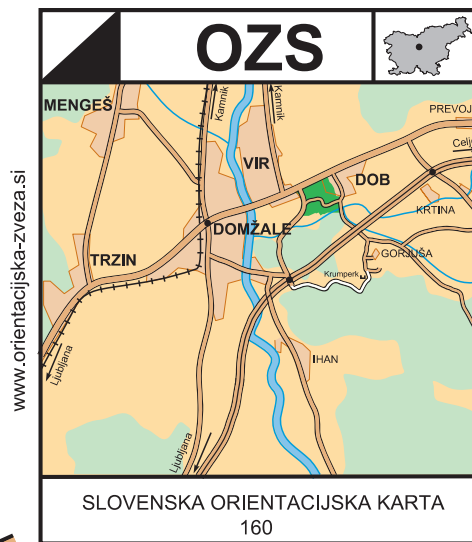 OZS
MENGEŠ
Kamnik
Kamnik
PREVOJ
Celj
VIR
DOB
KRTINA
DOMŽALE
TRZIN
GORJUŠA
Krumperk
IHAN
Ljubljana
Ljubljana
www.orientacijska-zveza.si
SLOVENSKA ORIENTACIJSKA KARTA
160